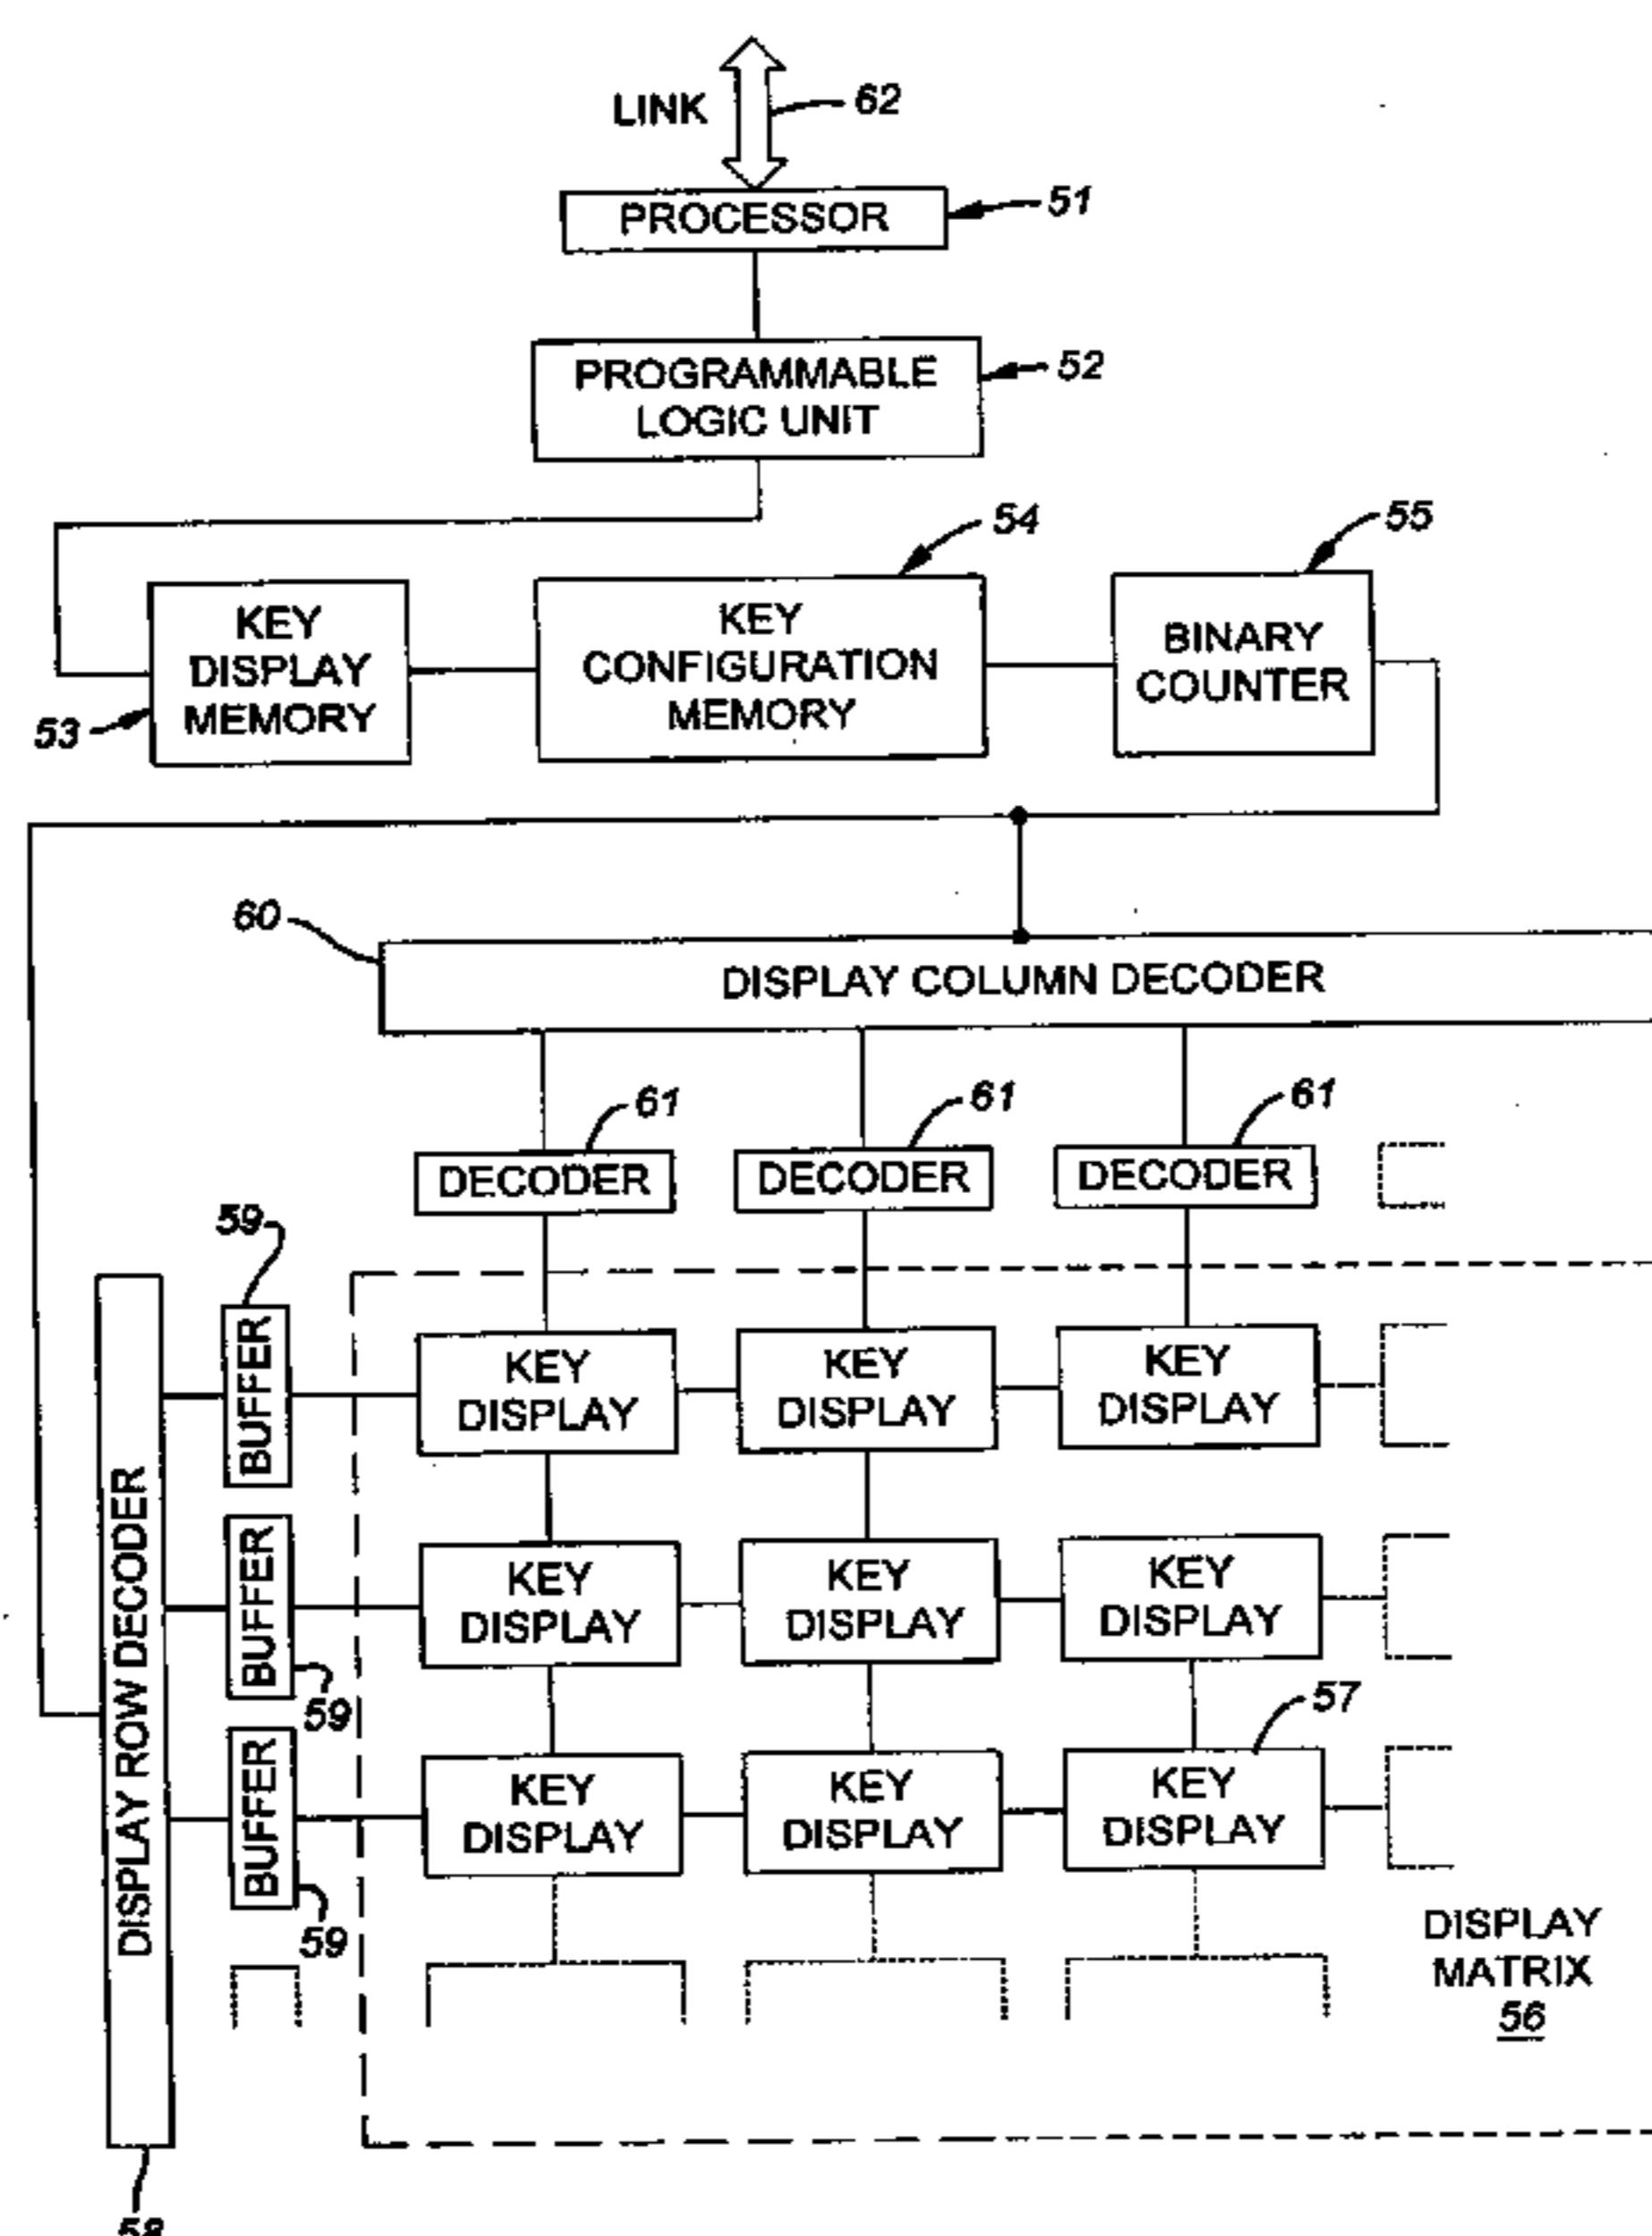 LINK
62
PROCESSOR
51
PROGRAMMABLE
LOGIC UNIT
52
54
55
KEY
DISPLAY
MEMORY
53
KEY
CONFIGURATION
MEMORY
BINARY
COUNTER
60
DISPLAY COLUMN DECODER
61
61
61
DECODER
DECODER
DECODER
59
BUFFER
KEY
DISPLAY
KEY
DISPLAY
KEY
DISPLAY
DISPLAY ROW DECODER
BUFFER
59
KEY
DISPLAY
KEY
DISPLAY
KEY
DISPLAY
57
BUFFER
59
KEY
DISPLAY
KEY
DISPLAY
KEY
DISPLAY
DISPLAY
MATRIX
56
58